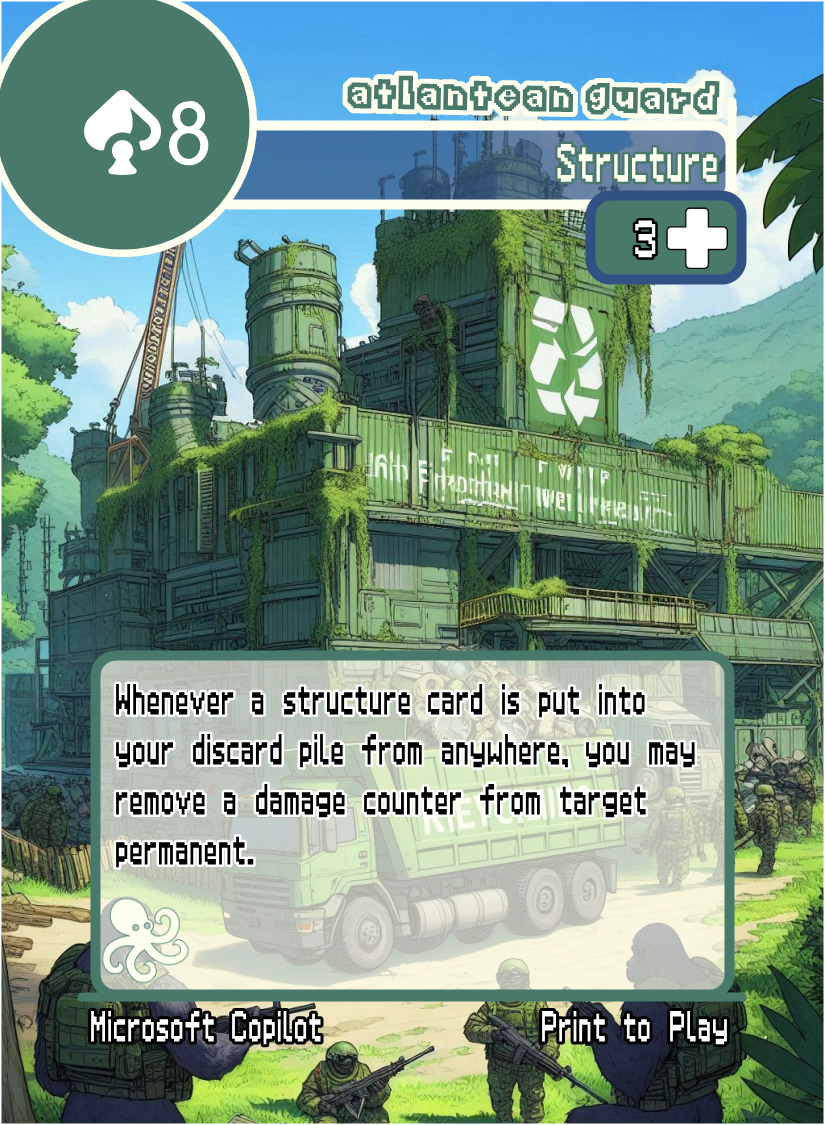 8
atlantean guard
Structure
3
Whenever a structure card is put into
your discard pile from anywhere, you may
remove a damage counter from target
permanent.
Microsoft Copilot
Print to Play